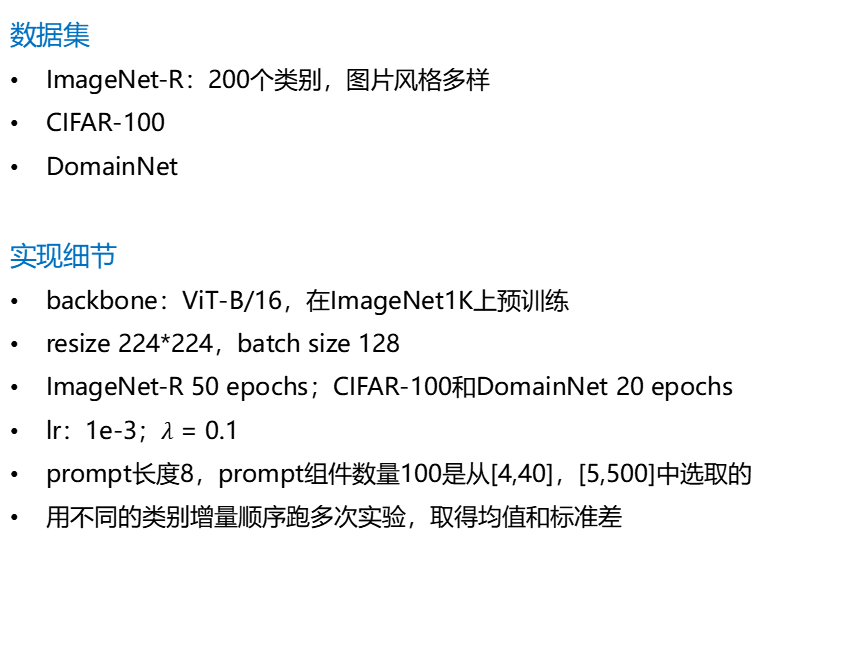 数据集
• ImageNet-R：200个类别，图片风格多样
• CIFAR-100
• DomainNet
实现细节
• backbone：ViT-B/16，在ImageNet1K上预训练
• resize 224*224，batch size 128
• ImageNet-R 50 epochs；CIFAR-100和DomainNet 20 epochs
• lr：1e-3；𝜆 = 0.1
• prompt长度8，prompt组件数量100是从[4,40]，[5,500]中选取的
• 用不同的类别增量顺序跑多次实验，取得均值和标准差